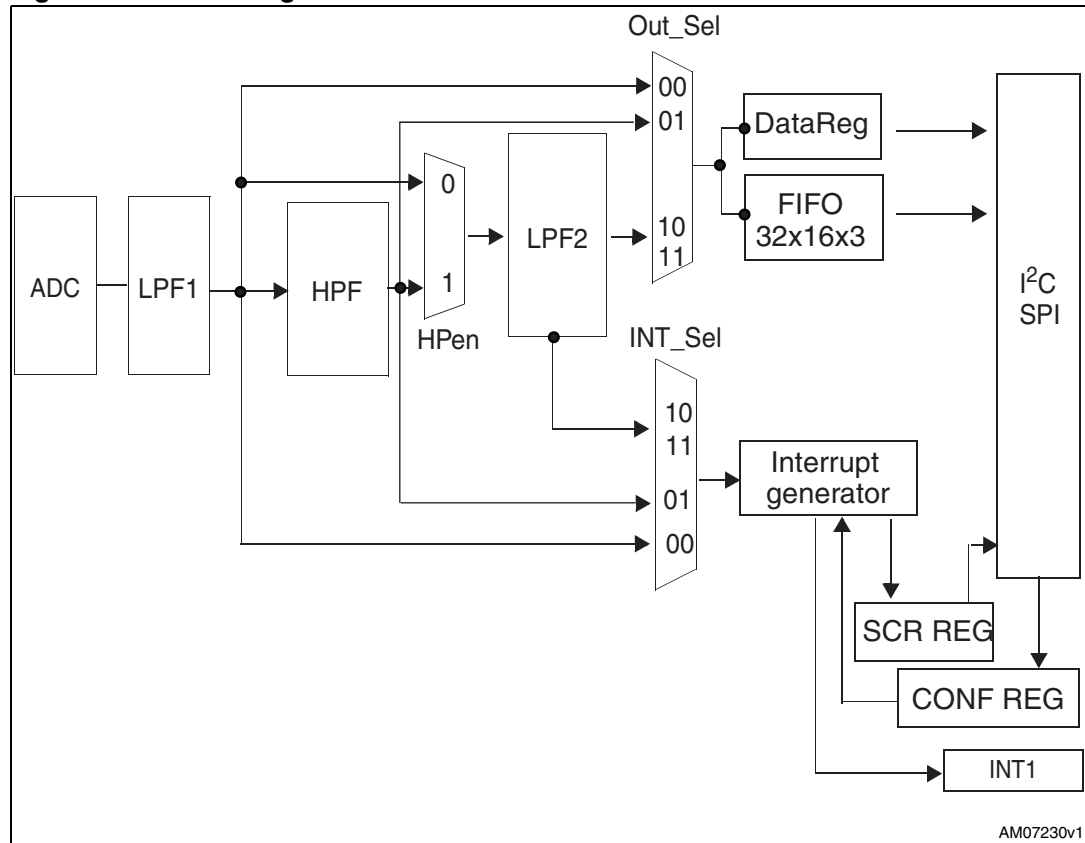 Out_Sel
00
01
10
11
DataReg
FIFO
32x16x3
ADC
LPF1
HPF
0
1
HPen
LPF2
I²C
SPI
INT_Sel
10
11
01
00
Interrupt
generator
SCR REG
CONF REG
INT1
AM07230v1